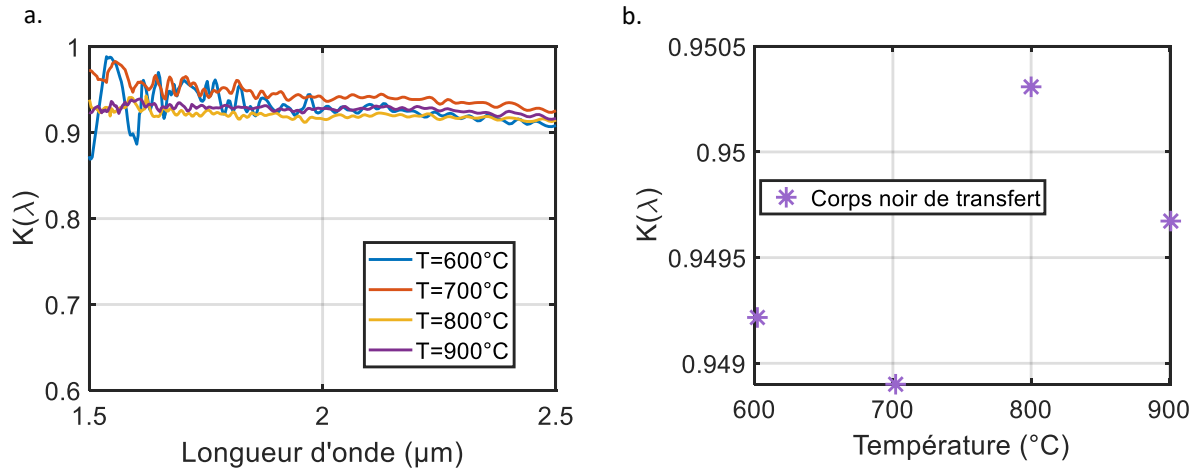 a.
1
0.9
0.8
0.7
0.6
K(λ)
1.5
2
2.5
Longueur d'onde (μm)
T=600°C
T=700°C
T=800°C
T=900°C
b.
0.9505
0.95
0.9495
0.949
K(λ)
600
700
800
900
Température (°C)
Corps noir de transfert